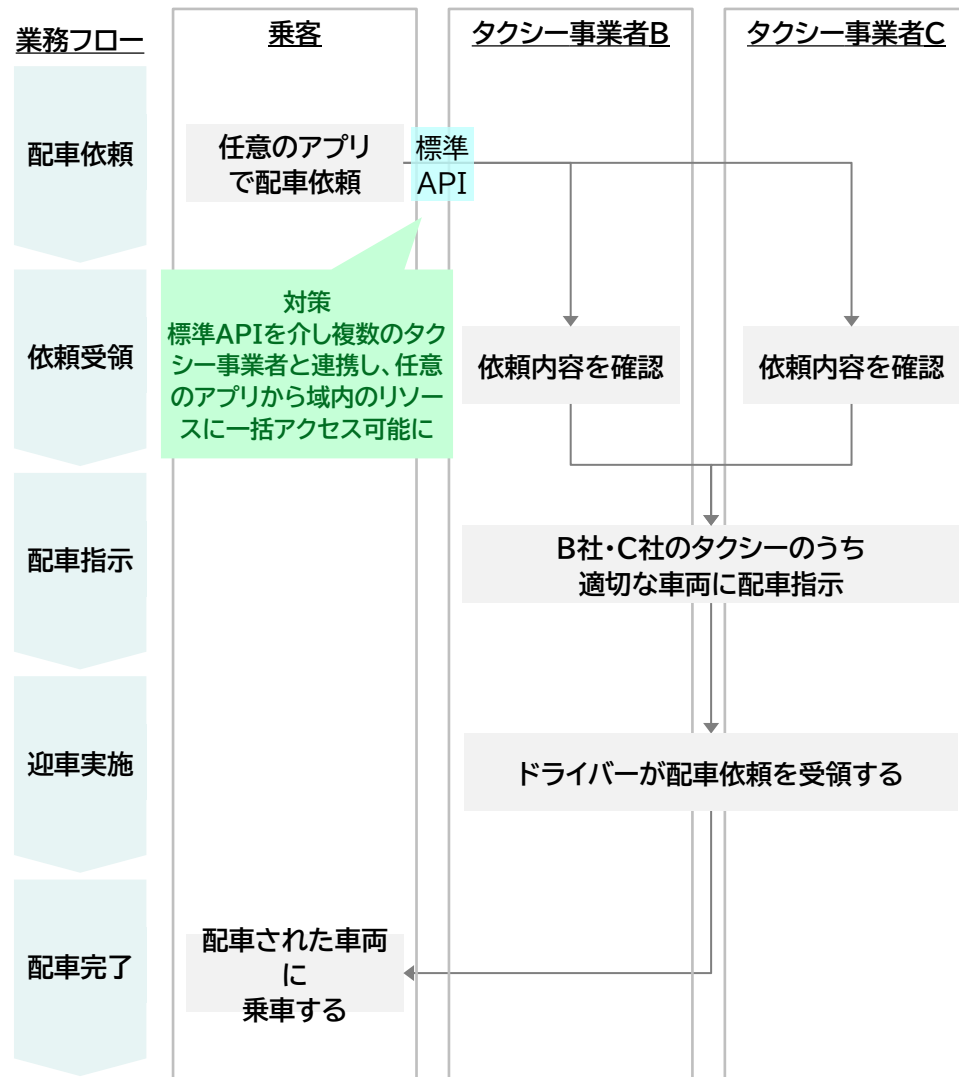 業務フロー
乗客
タクシー事業者B
タクシー事業者C
配車依頼
任意のアプリ
で配車依頼
標準
API
対策
標準APIを介し複数のタク
シー事業者と連携し、任意
のアプリから域内のリソー
スに一括アクセス可能に
依頼受領
依頼内容を確認
依頼内容を確認
配車指示
B社・C社のタクシーのうち
適切な車両に配車指示
迎車実施
ドライバーが配車依頼を受領する
配車完了
配車された車両
に
乗車する